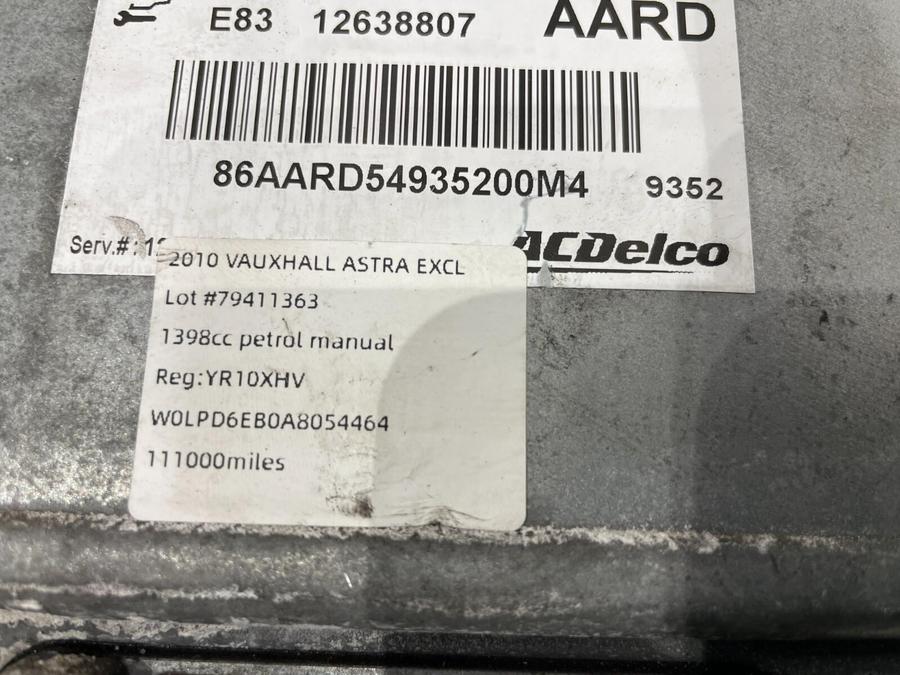 E83 12638807 AARD
86AARD54935200M4 9352
Serv.#:12
ACDelco
2010 VAUXHALL ASTRA EXCL
Lot #79411363
1398cc petrol manual
Reg:YR10XHV
W0LPD6EB0A8054464
111000miles